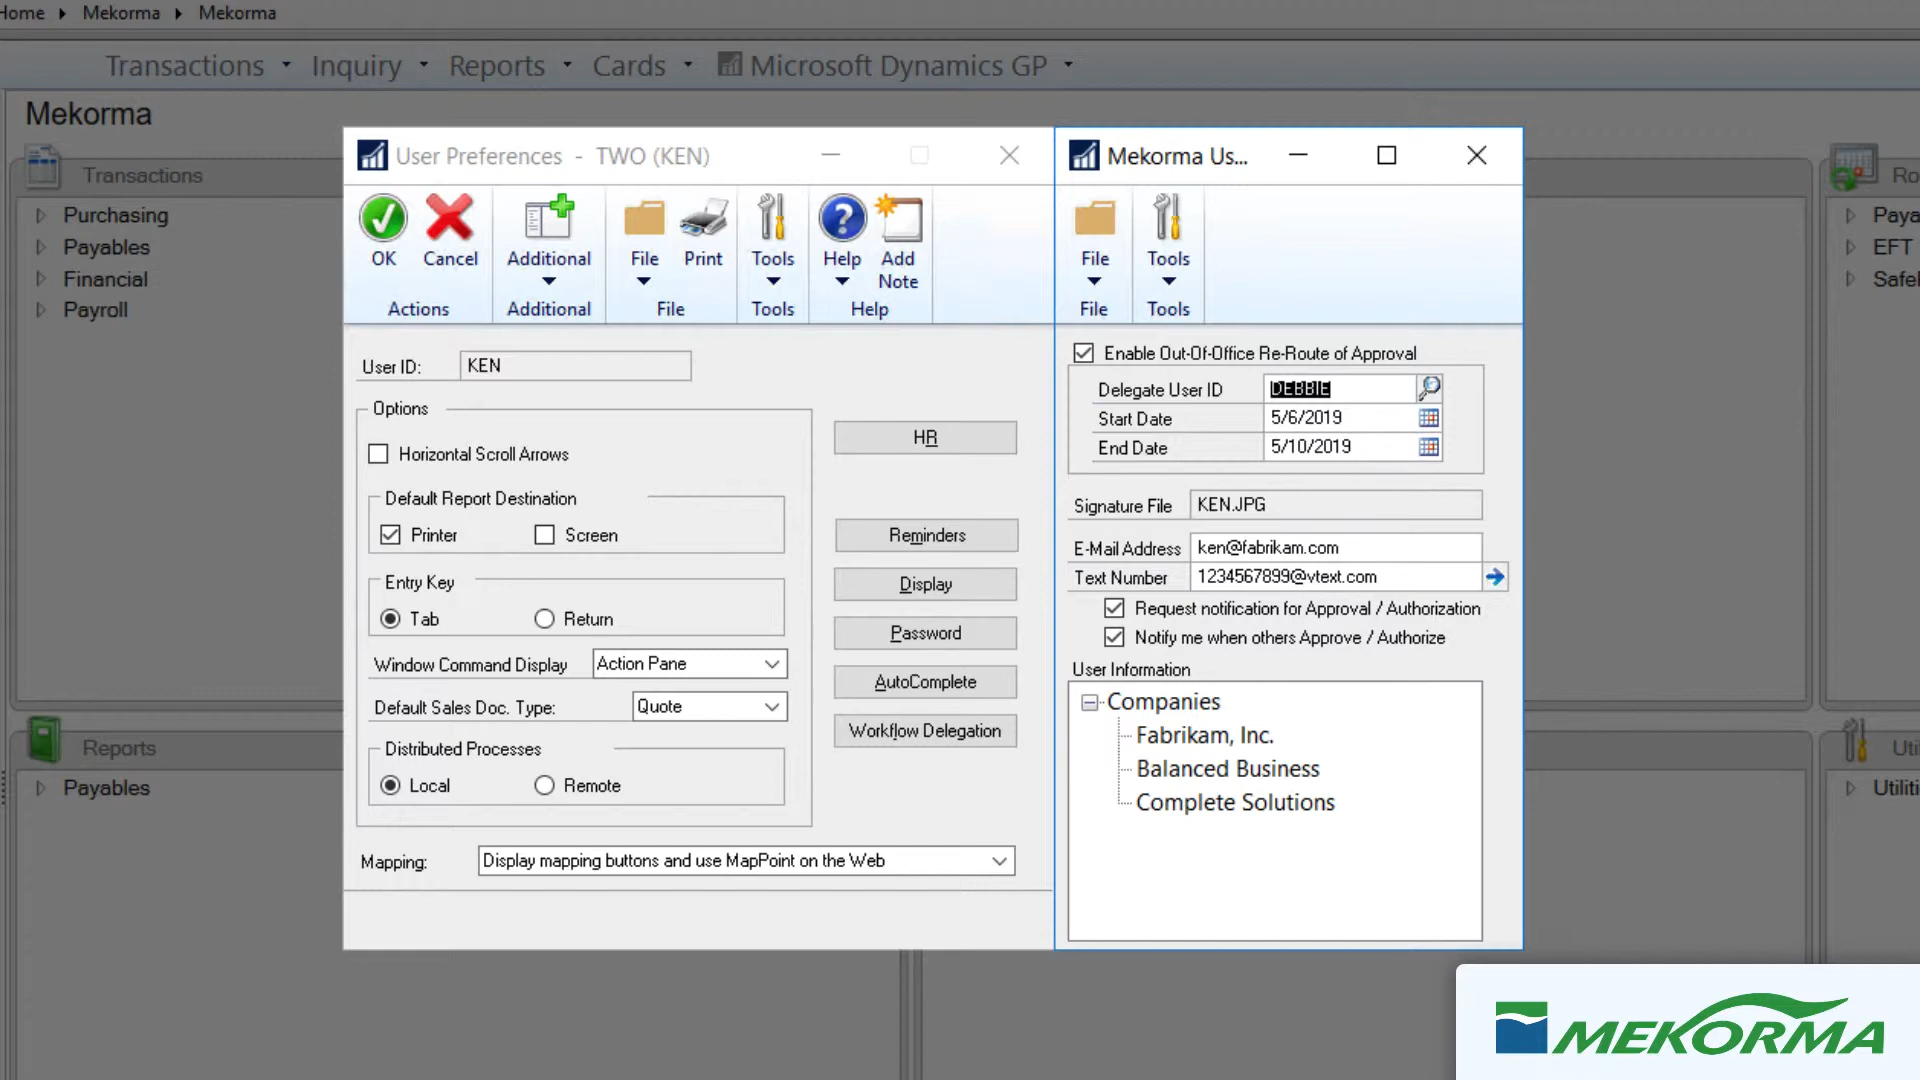 Home Mekorma Mekorma
Transactions Inquiry Reports Cards Microsoft Dynamics GP
Mekorma
Transactions
Purchasing
Payables
Financial
Payroll
Reports
Payables
User Preferences - TWO (KEN)
OK Cancel Additional File Print Tools Help Add Note
Actions Additional File Tools Help
User ID: KEN
Options
Horizontal Scroll Arrows
Default Report Destination
Printer Screen
Entry Key
Tab Return
Window Command Display Action Pane
Default Sales Doc. Type: Quote
Distributed Processes
Local Remote
Mapping: Display mapping buttons and use MapPoint on the Web
HR
Reminders
Display
Password
AutoComplete
Workflow Delegation
Mekorma Us...
File Tools
File Tools
Enable Out-Of-Office Re-Route of Approval
Delegate User ID DEBBIE
Start Date 5/6/2019
End Date 5/10/2019
Signature File KEN.JPG
E-Mail Address ken@fabrikam.com
Text Number 1234567899@vtext.com
Request notification for Approval / Authorization
Notify me when others Approve / Authorize
User Information
Companies
Fabrikam, Inc.
Balanced Business
Complete Solutions
EFT
MEKORMA